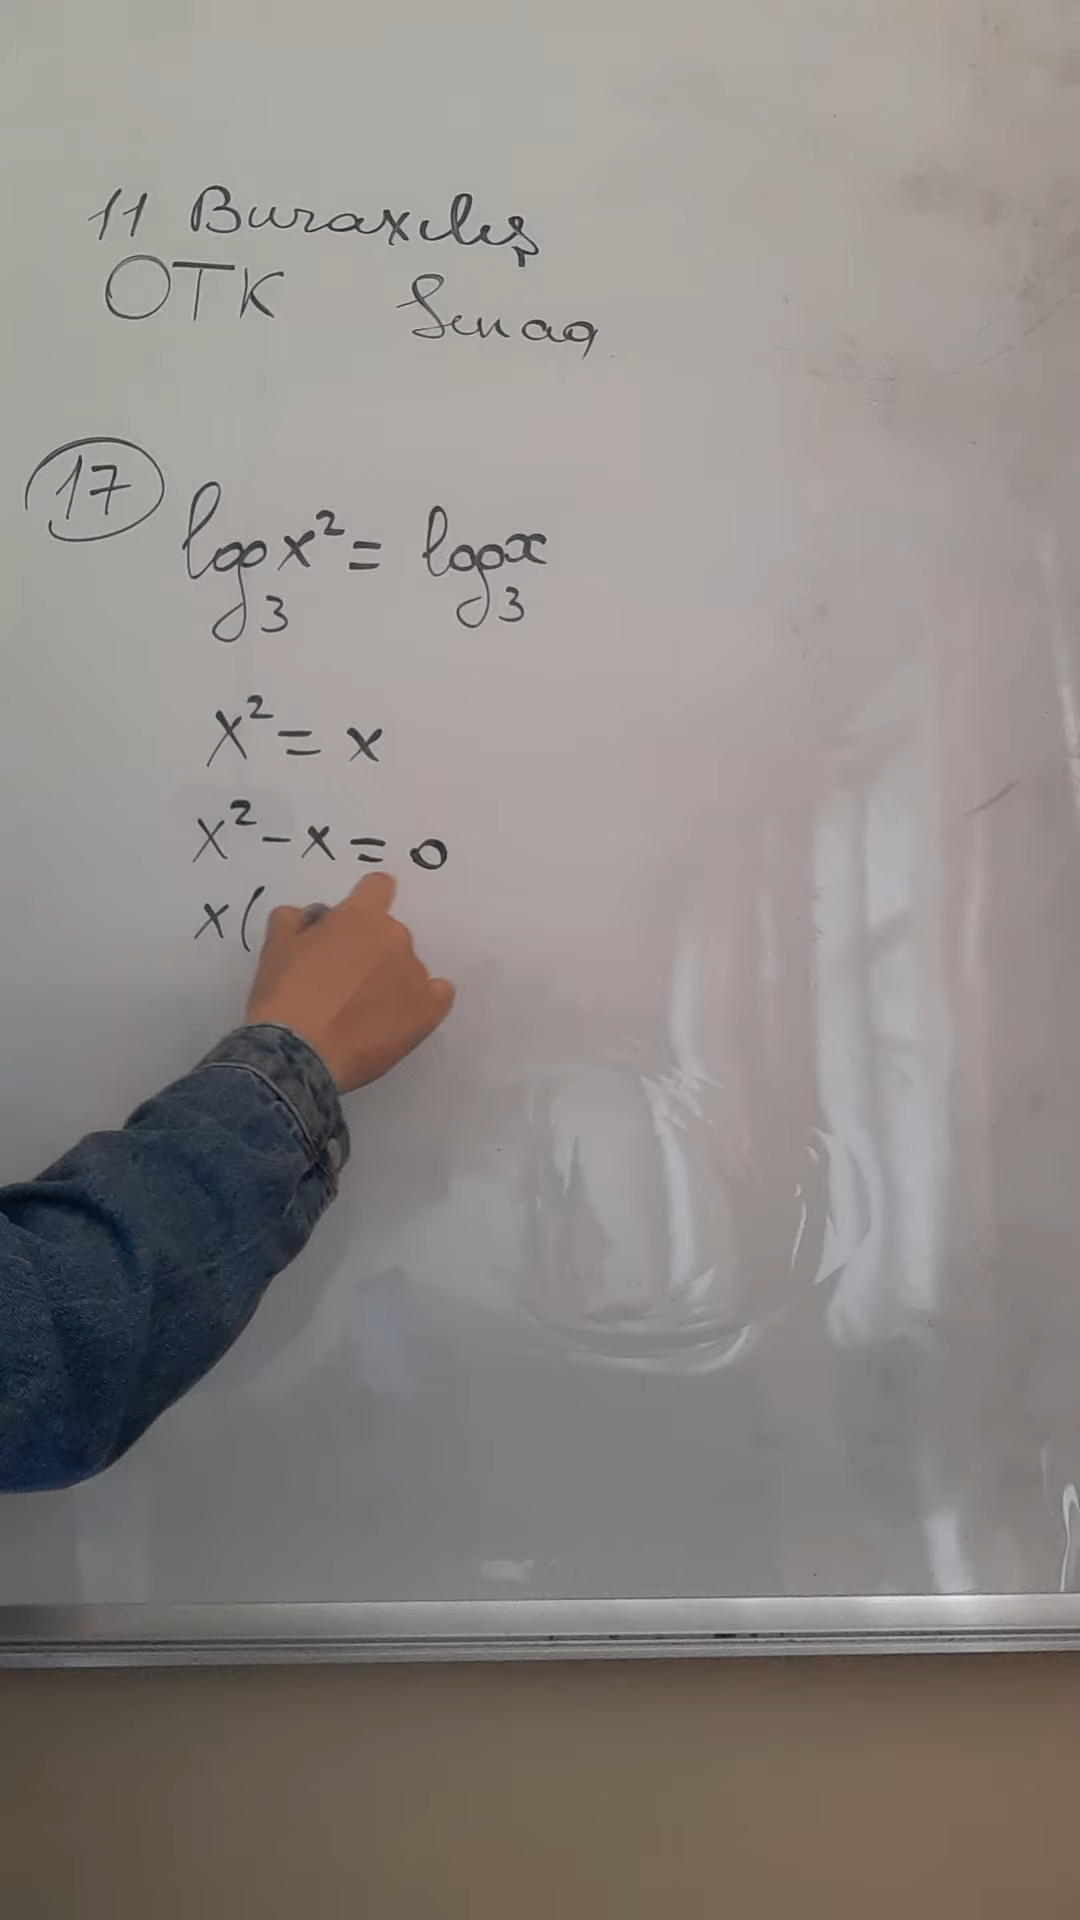 11 Buraxılış
OTK Sınaq
17 log₃x² = log₃x
x² = x
x² - x = 0
x(